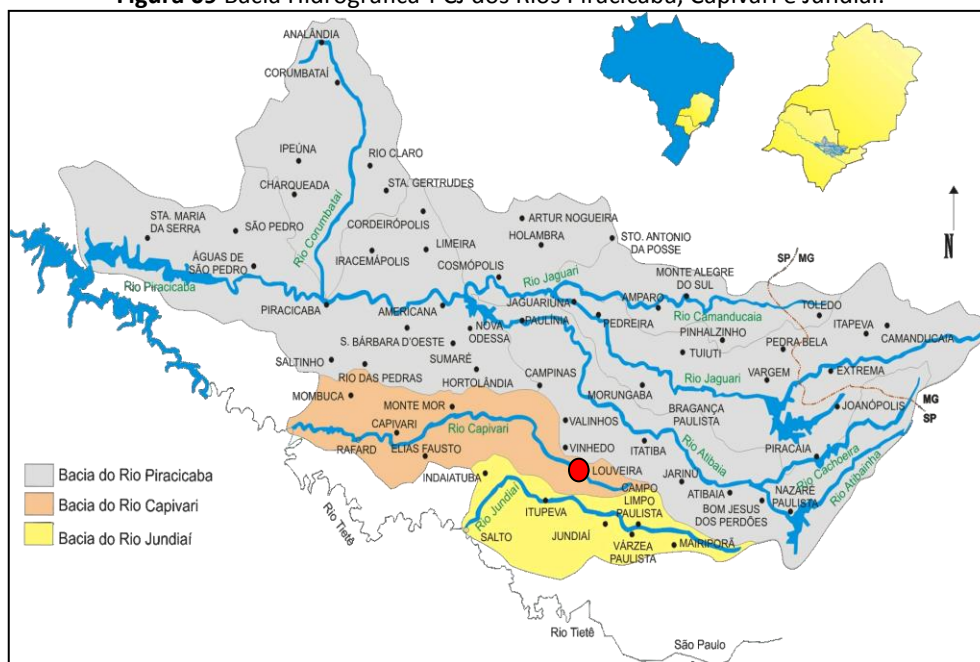 Figura 03 Bacia Hidrográfica PCJ dos Rios Piracicaba, Capivari e Jundiaí.
ANALÂNDIA
CORUMBATAÍ
IPEÚNA
RIO CLARO
CHARQUEADA
STA. GERTRUDES
Rio Corumbataí
STA. MARIA
DA SERRA
SÃO PEDRO
CORDEIRÓPOLIS
ARTUR NOGUEIRA
HOLAMBRA
STO. ANTONIO
DA POSSE
N
ÁGUAS DE
SÃO PEDRO
IRACEMÁPOLIS
LIMEIRA
COSMÓPOLIS
Rio Jaguari
MONTE ALEGRE
DO SUL
SP MG
Rio Piracicaba
PIRACICABA
AMERICANA
JAGUARIÚNA
AMPARO
Rio Camanducaia
TOLEDO
PAULÍNIA
PEDREIRA
ITAPEVA
CAMANDUCAIA
NOVA
ODESSA
PINHALZINHO
PEDRA BELA
S. BÁRBARA D'OESTE
TUIUTI
SALTINHO
SUMARÉ
RIO DAS PEDRAS
HORTOLÂNDIA
CAMPINAS
Rio Jaguari
VARGEM
EXTREMA
MG
SP
MOMBUCA
MORUNGABA
JOANÓPOLIS
MONTE MOR
BRAGANÇA
PAULISTA
CAPIVARI
Rio Capivari
VALINHOS
RAFARD
ELIAS FAUSTO
VINHEDO
ITATIBA
Rio Atibaia
PIRACAIA
Rio Cachoeira
Rio Atibainha
Bacia do Rio Piracicaba
Bacia do Rio Capivari
Bacia do Rio Jundiaí
INDAIATUBA
LOUVEIRA
JARINU
ATIBAIA
NAZARÉ
PAULISTA
CAMPO
LIMPO
PAULISTA
BOM JESUS
DOS PERDÕES
Rio Jundiaí
ITUPEVA
SALTO
JUNDIAÍ
VÁRZEA
PAULISTA
MAIRIPORÃ
Rio Tietê
Rio Tietê
São Paulo